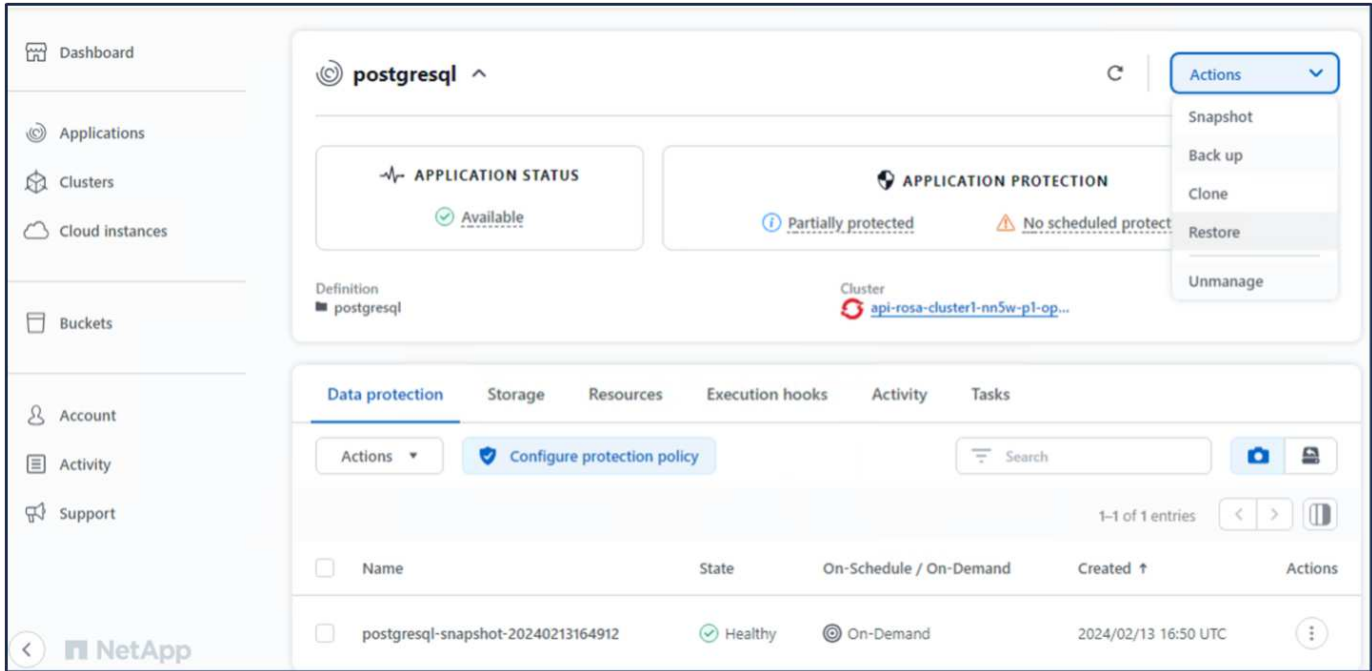 Dashboard
Applications
Clusters
Cloud instances
Buckets
Account
Activity
Support
NetApp
postgresql
Actions
Snapshot
Back up
Clone
Restore
Unmanage
APPLICATION STATUS
Available
APPLICATION PROTECTION
Partially protected
No scheduled protect
Definition
postgresql
Cluster
api-rosa-cluster1-nn5w-p1-op...
Data protection Storage Resources Execution hooks Activity Tasks
Actions Configure protection policy Search
1–1 of 1 entries
Name State On-Schedule / On-Demand Created ↑ Actions
postgresql-snapshot-20240213164912 Healthy On-Demand 2024/02/13 16:50 UTC